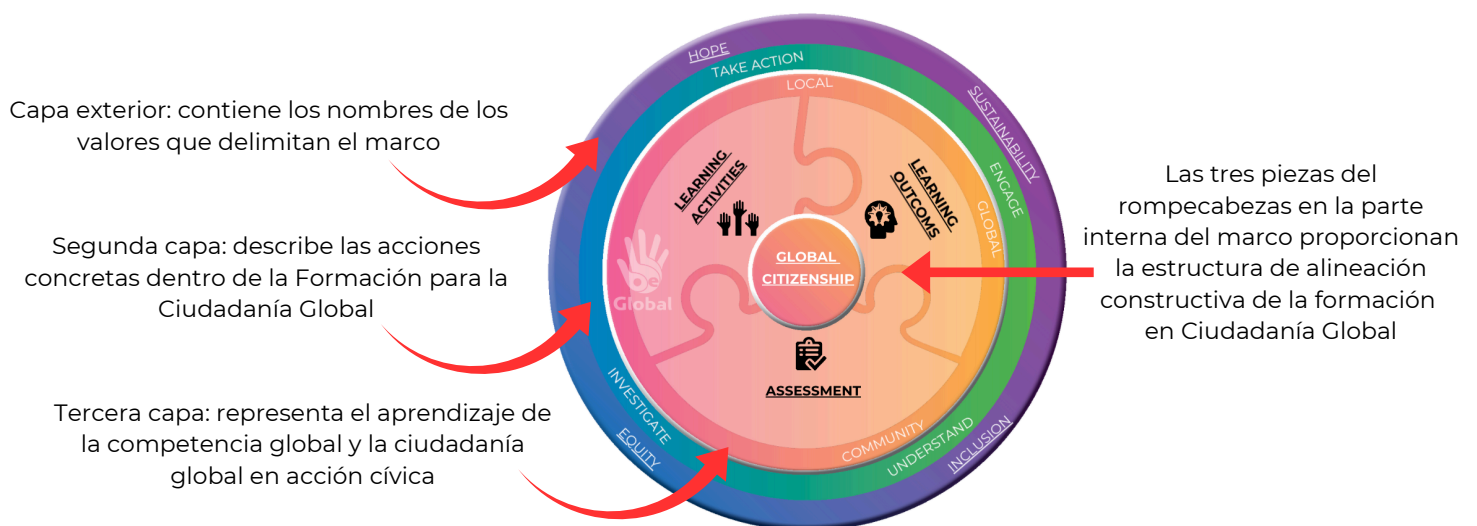 Capa exterior: contiene los nombres de los
valores que delimitan el marco
Segunda capa: describe las acciones
concretas dentro de la Formación para la
Ciudadanía Global
Tercera capa: representa el aprendizaje de
la competencia global y la ciudadanía
global en acción cívica
HOPE
TAKE ACTION
LOCAL
SUSTAINABILITY
ENGAGE
GLOBAL
LEARNING
ACTIVITIES
LEARNING
OUTCOMS
GLOBAL
CITIZENSHIP
Be
Global
ASSESSMENT
INVESTIGATE
EQUITY
COMMUNITY
UNDERSTAND
INCLUSION
Las tres piezas del
rompecabezas en la parte
interna del marco proporcionan
la estructura de alineación
constructiva de la formación
en Ciudadanía Global